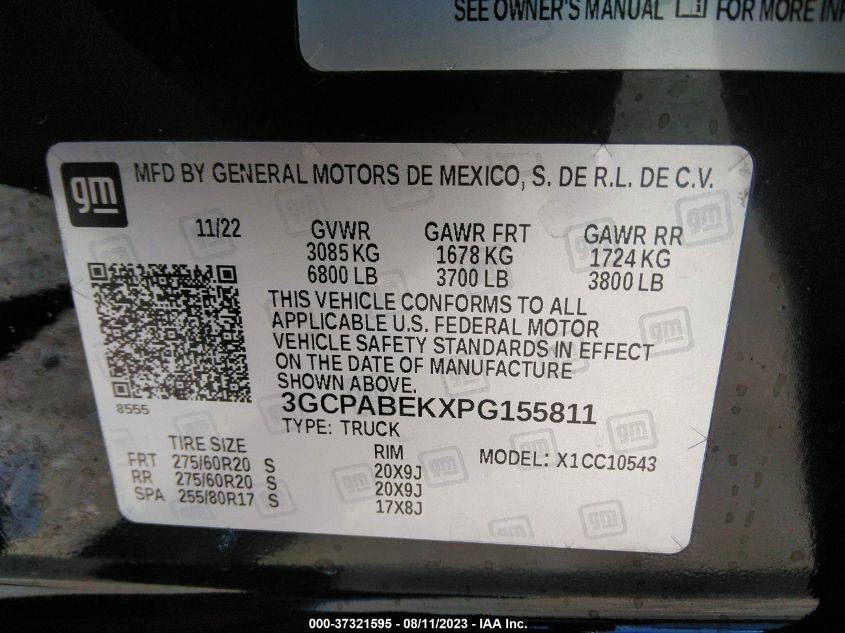 SEE OWNER'S MANUAL FOR MORE
gm MFD BY GENERAL MOTORS DE MEXICO, S. DE R.L. DE C.V.
11/22 GVWR GAWR FRT GAWR RR
3085 KG 1678 KG 1724 KG
6800 LB 3700 LB 3800 LB
THIS VEHICLE CONFORMS TO ALL
APPLICABLE U.S. FEDERAL MOTOR
VEHICLE SAFETY STANDARDS IN EFFECT
ON THE DATE OF MANUFACTURE
SHOWN ABOVE.
8555
3GCPABEKXPG155811
TYPE: TRUCK
TIRE SIZE RIM MODEL: X1CC10543
FRT 275/60R20 S 20X9J
RR 275/60R20 S 20X9J
SPA 255/80R17 S 17X8J
000-37321595 - 08/11/2023 - IAA Inc.